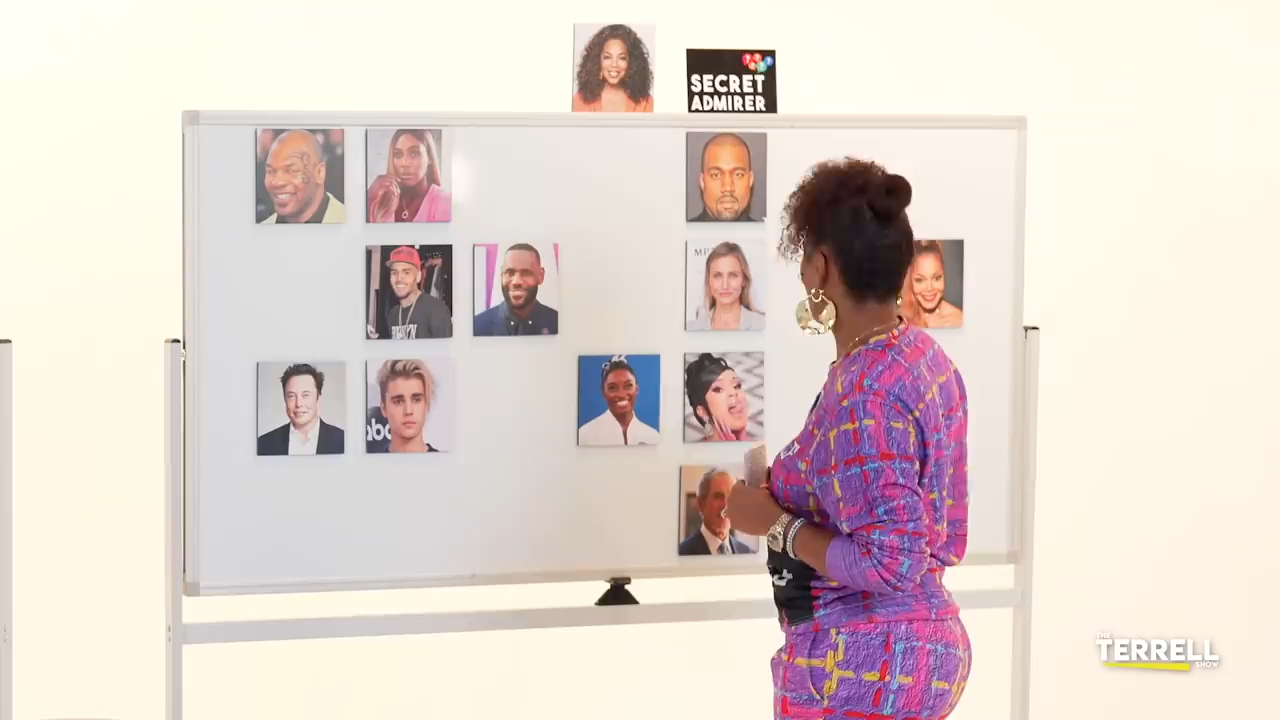 SECRET
ADMIRER
abc
THE
TERRELL
SHOW